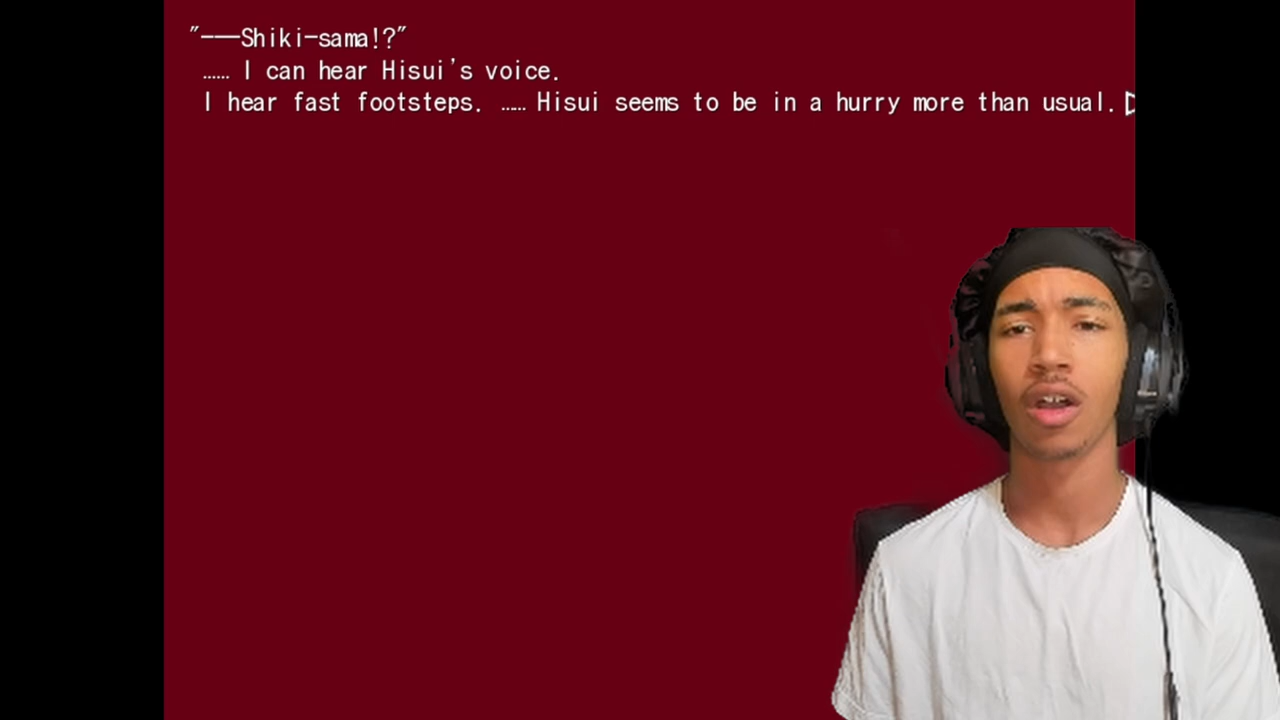 "━━━Shiki-sama!?"
…… I can hear Hisui's voice.
I hear fast footsteps. …… Hisui seems to be in a hurry more than usual.